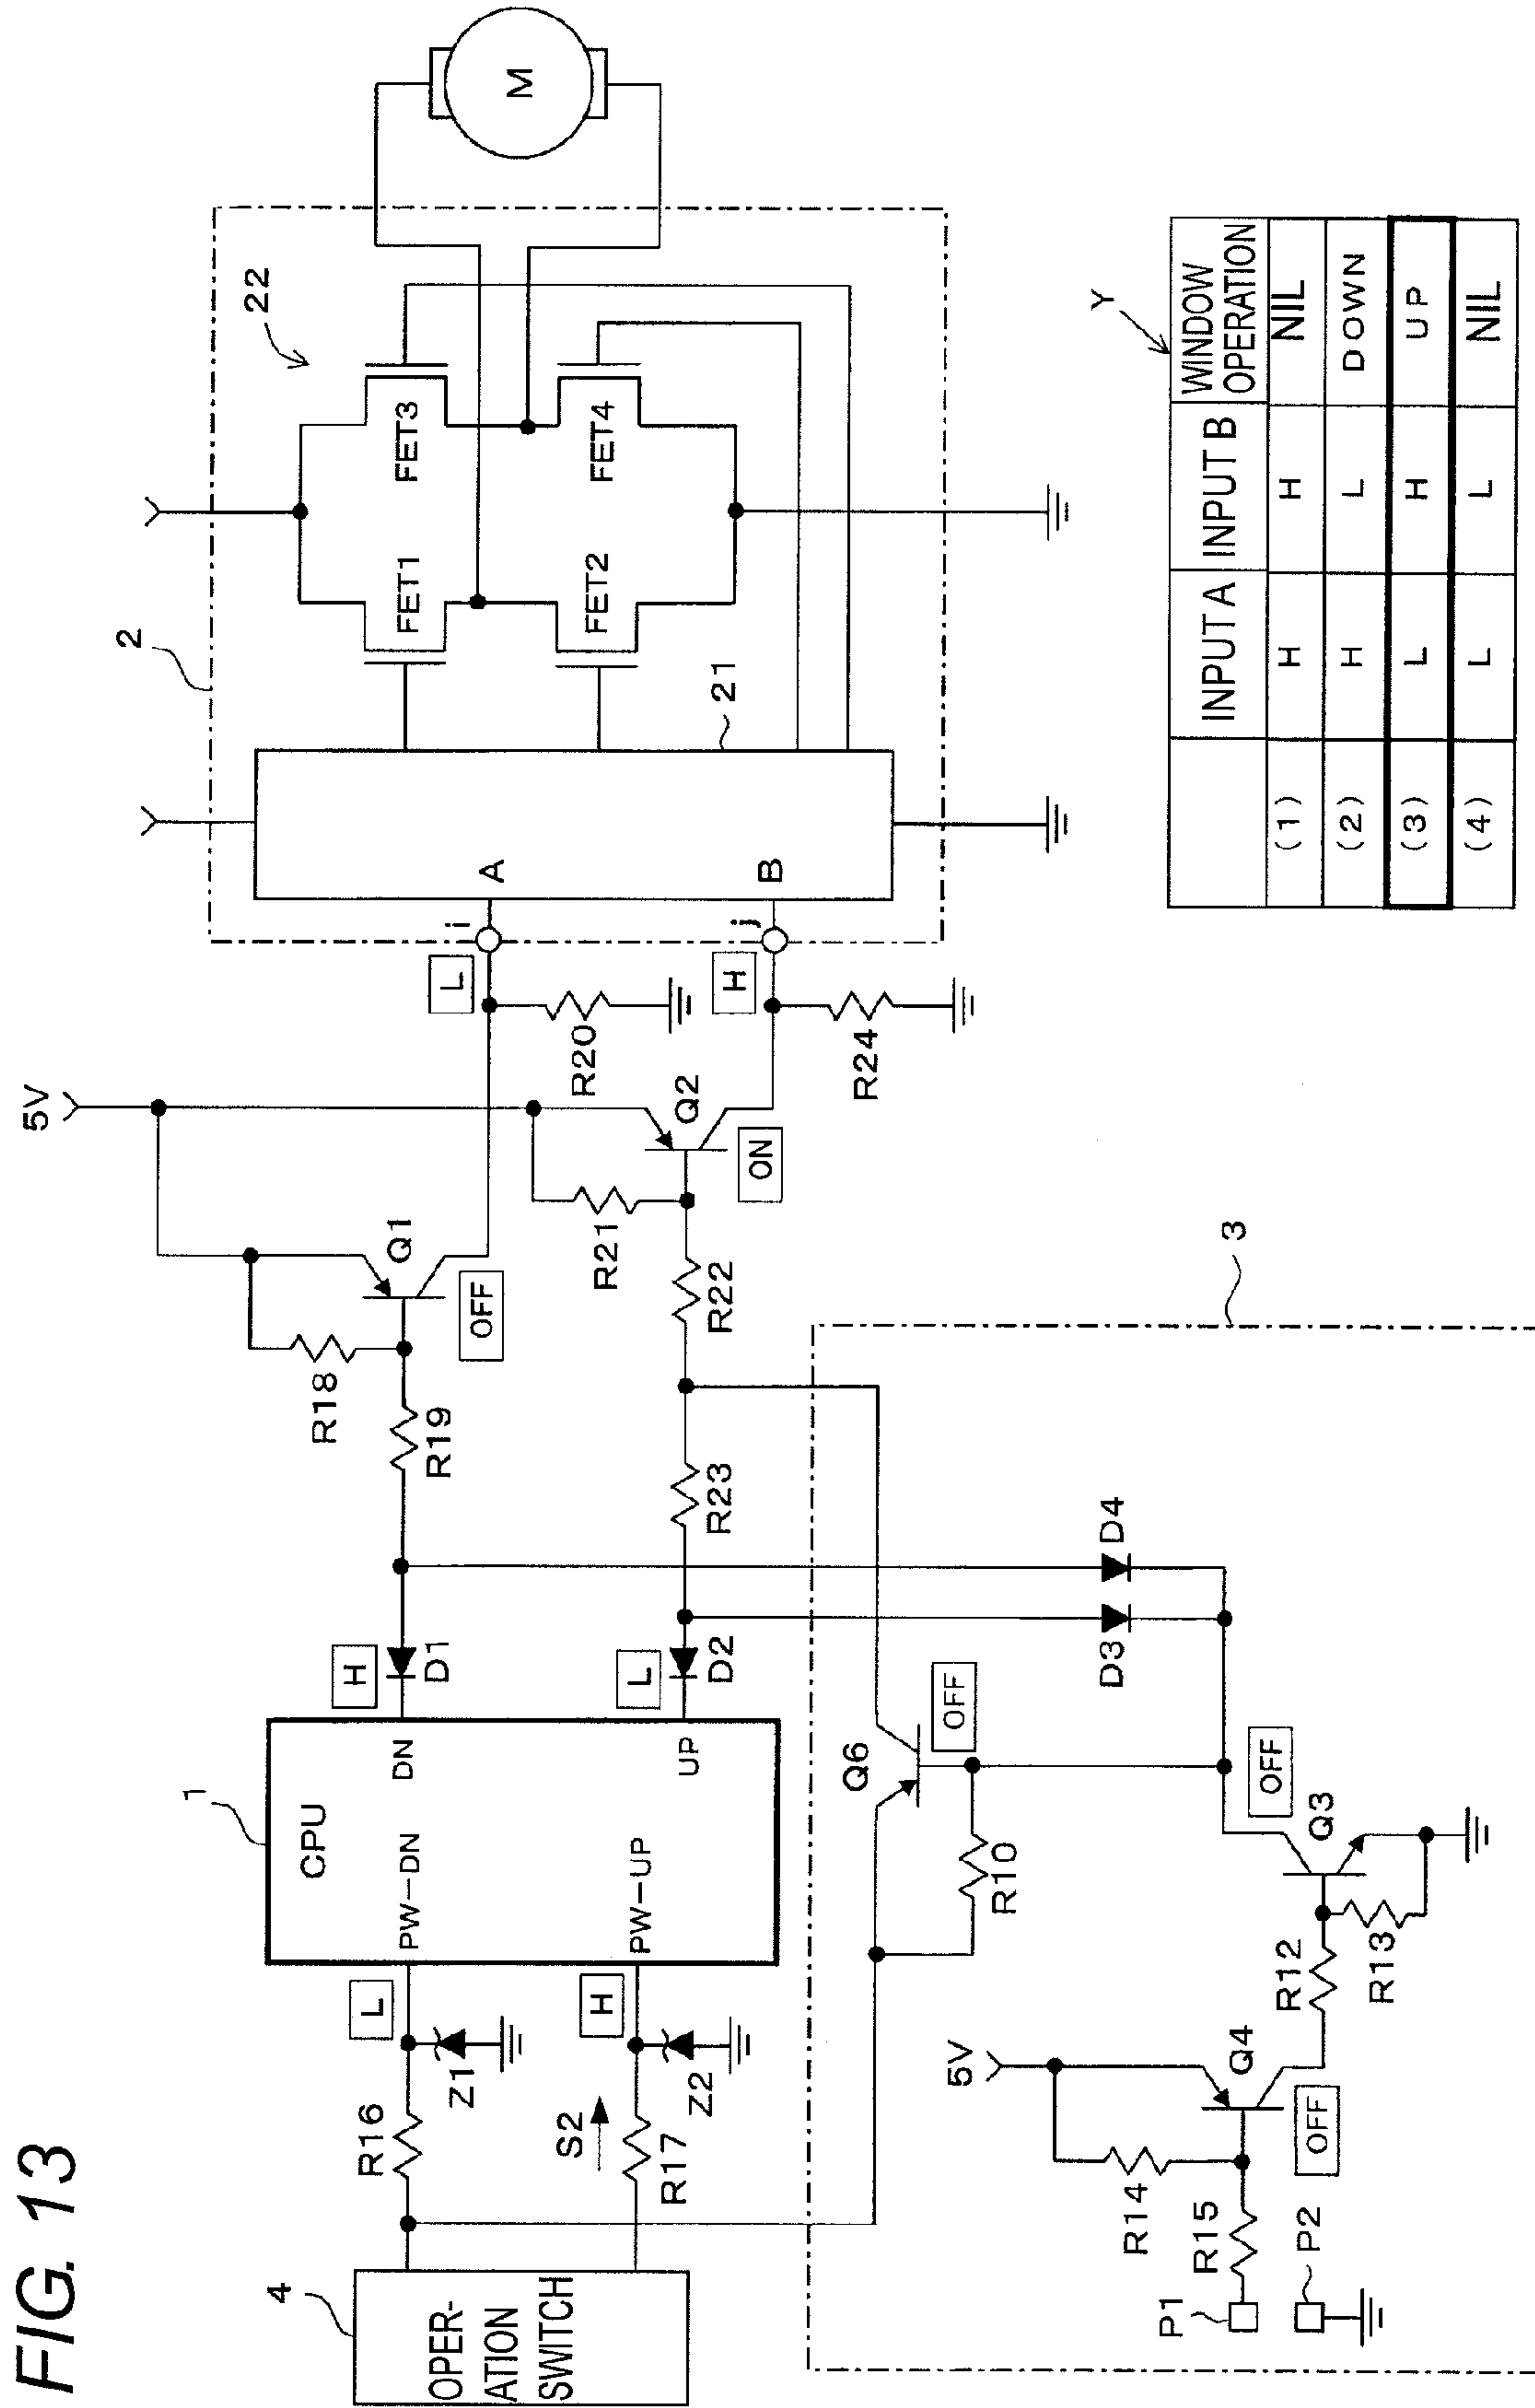 FIG. 13
5V
2
22
M
FET1
FET3
FET2
FET4
21
A
B
i
j
L
H
R20
R24
Q1
OFF
R18
R19
Q2
ON
R21
R22
R23
1
CPU
PW-DN
PW-UP
DN
UP
H
L
D1
D2
L
H
Z1
Z2
R16
R17
S2
4
OPER-
ATION
SWITCH
3
D3
D4
Q6
OFF
R10
Q3
OFF
R12
R13
5V
Q4
OFF
R14
R15
P1
P2
Y
INPUT A INPUT B WINDOW OPERATION
(1) H H NIL
(2) H L DOWN
(3) L H UP
(4) L L NIL